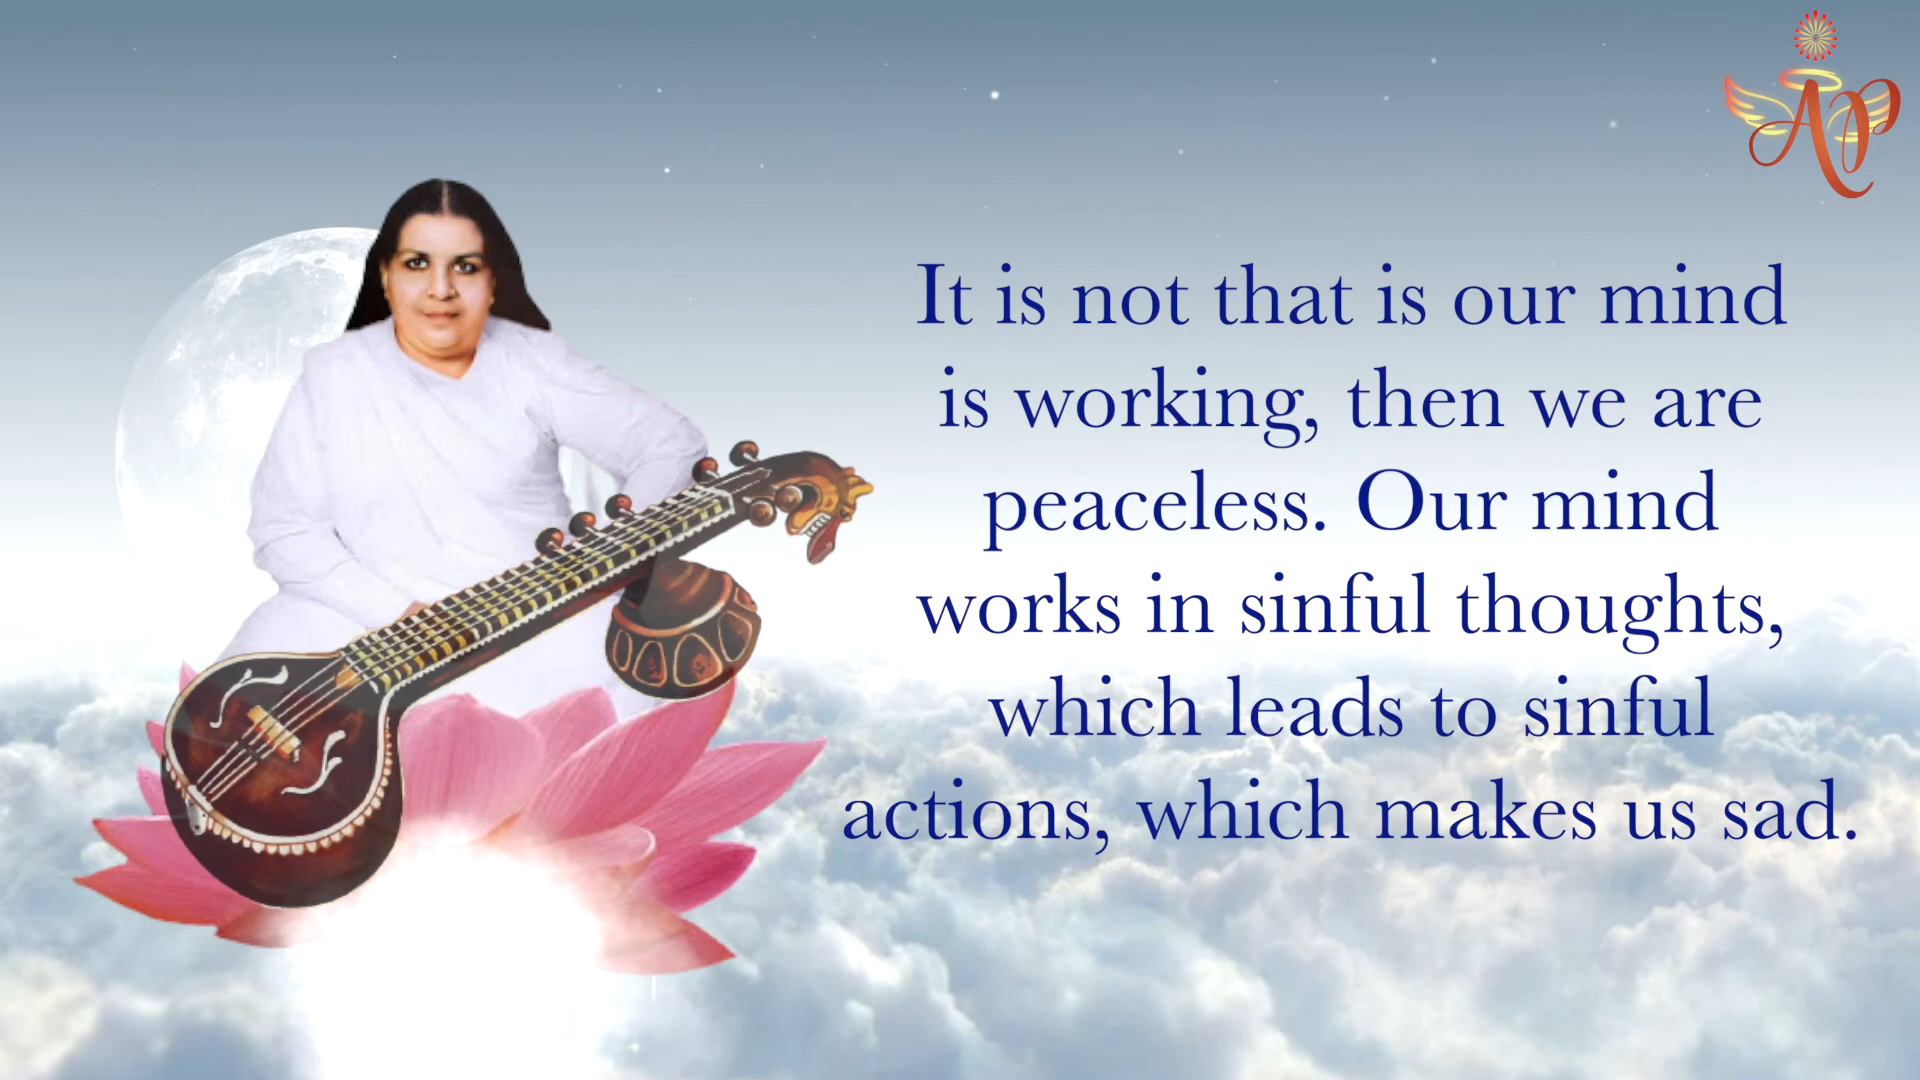 AP
It is not that is our mind
is working, then we are
peaceless. Our mind
works in sinful thoughts,
which leads to sinful
actions, which makes us sad.